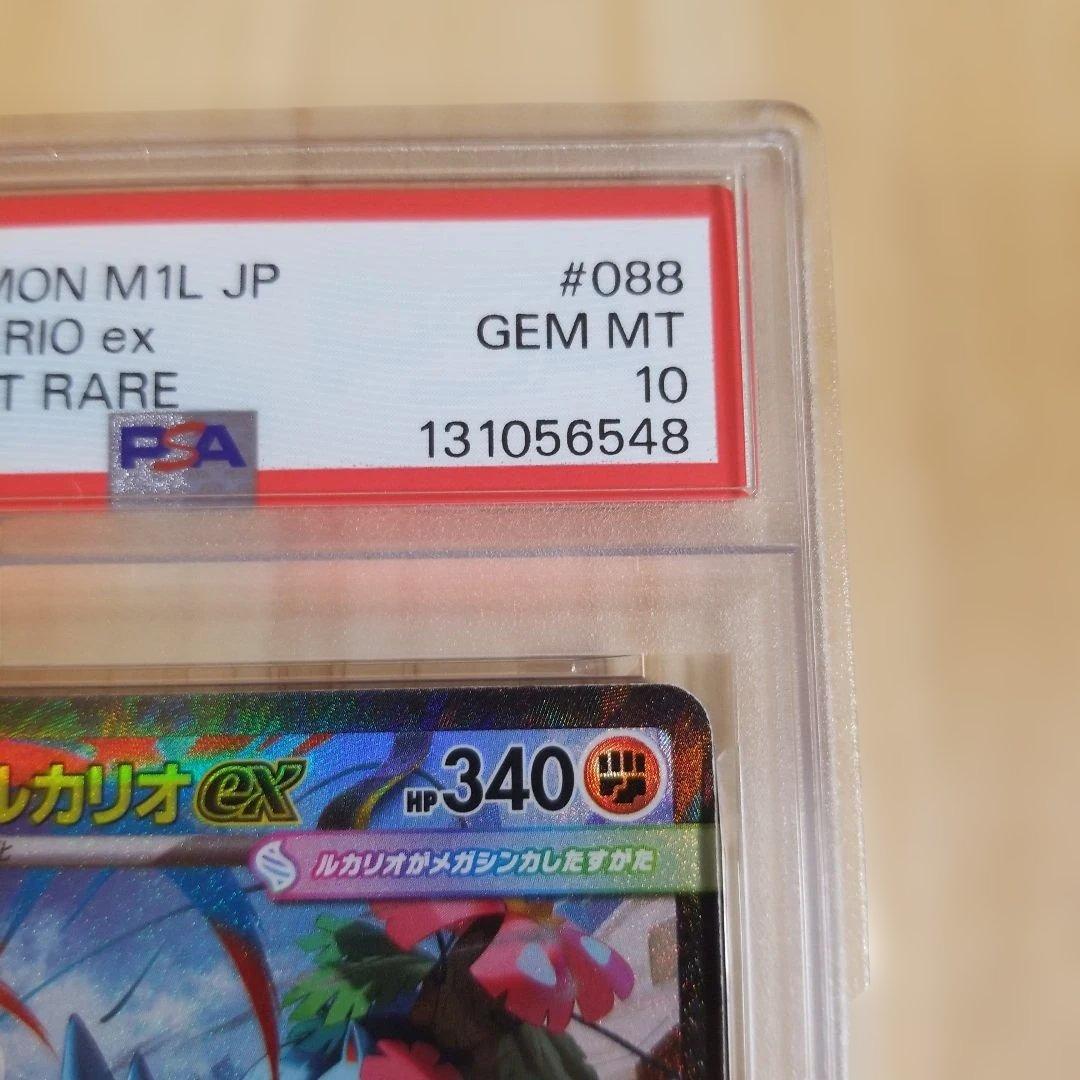 MON M1L JP #088
RIO ex GEM MT
T RARE 10
PSA 131056548
ルカリオex HP340
ルカリオがメガシンカしたすがた